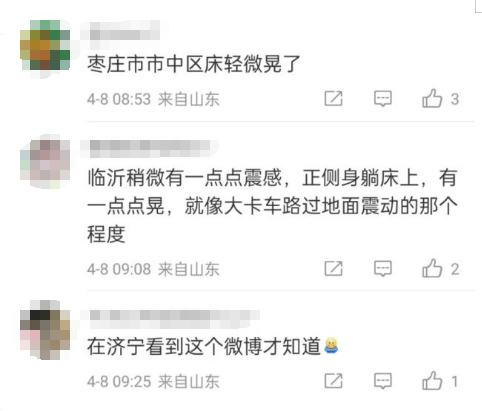 枣庄市市中区床轻微晃了
4-8 08:53 来自山东
3
临沂稍微有一点点震感，正侧身躺床上，有
一点点晃，就像大卡车路过地面震动的那个
程度
4-8 09:08 来自山东
2
在济宁看到这个微博才知道😹
4-8 09:25 来自山东
1